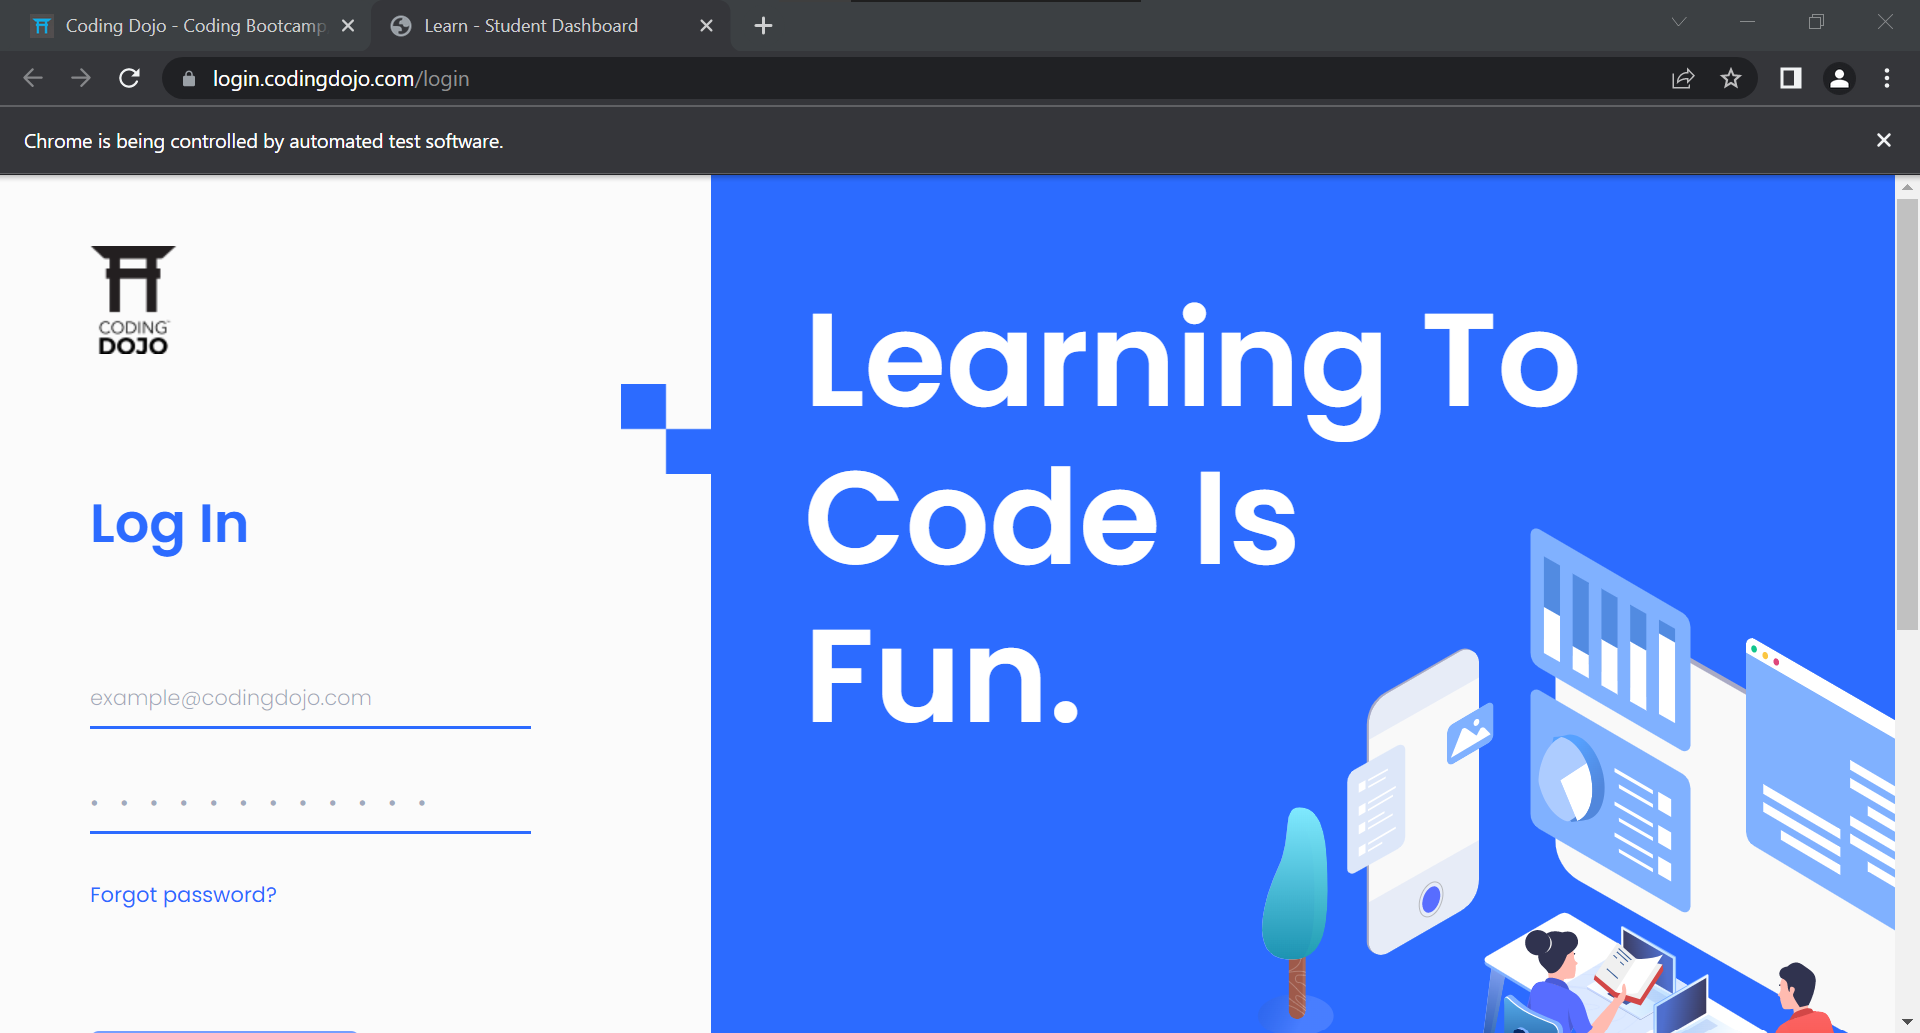 Coding Dojo - Coding Bootcamp
Learn - Student Dashboard
login.codingdojo.com/login
Chrome is being controlled by automated test software.
CODING™
DOJO
Log In
example@codingdojo.com
Forgot password?
Learning To
Code Is
Fun.